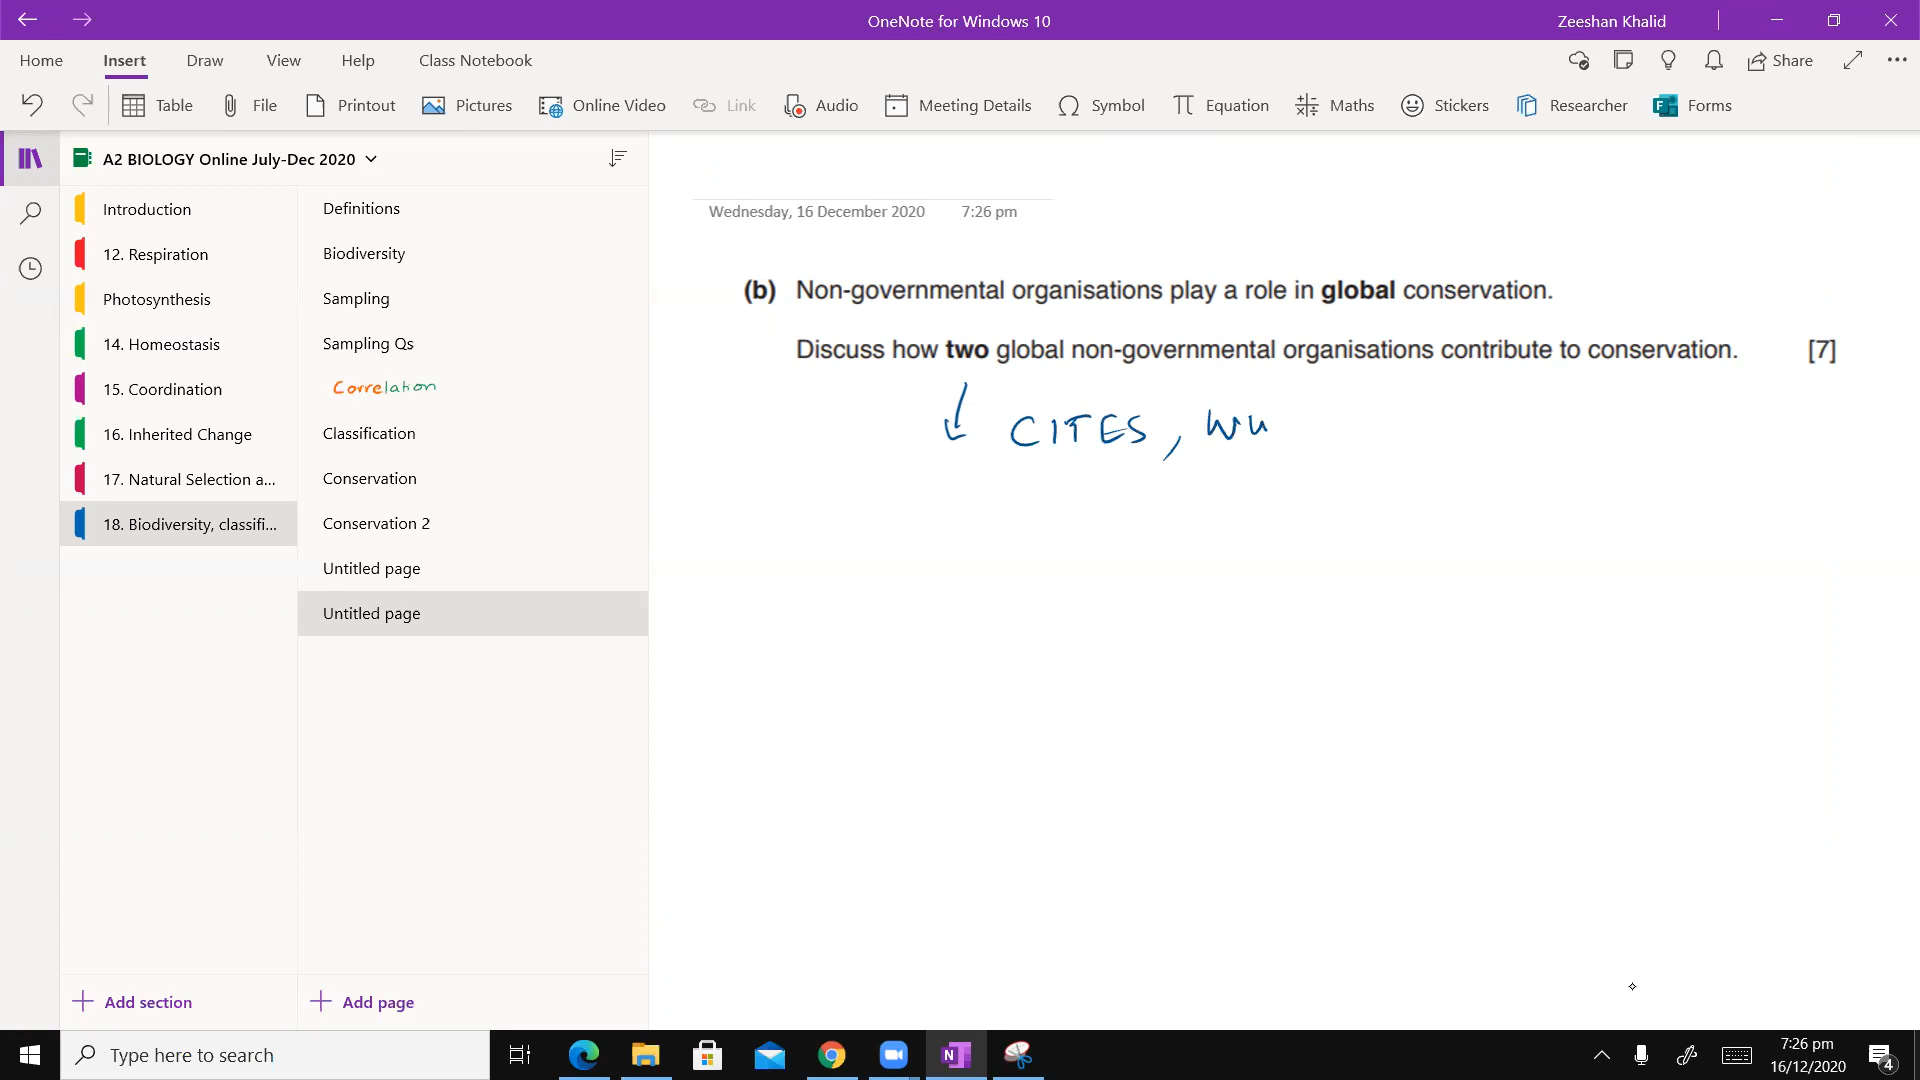 OneNote for Windows 10
Zeeshan Khalid
Home Insert Draw View Help Class Notebook
Share
Table File Printout Pictures Online Video Link Audio Meeting Details Symbol Equation Maths Stickers Researcher Forms
A2 BIOLOGY Online July-Dec 2020
Introduction
12. Respiration
Photosynthesis
14. Homeostasis
15. Coordination
16. Inherited Change
17. Natural Selection a...
18. Biodiversity, classifi...
Add section
Definitions
Biodiversity
Sampling
Sampling Qs
Correlation
Classification
Conservation
Conservation 2
Untitled page
Untitled page
Add page
Wednesday, 16 December 2020 7:26 pm
(b) Non-governmental organisations play a role in global conservation.
Discuss how two global non-governmental organisations contribute to conservation. [7]
CITES,
Type here to search
7:26 pm
16/12/2020
4